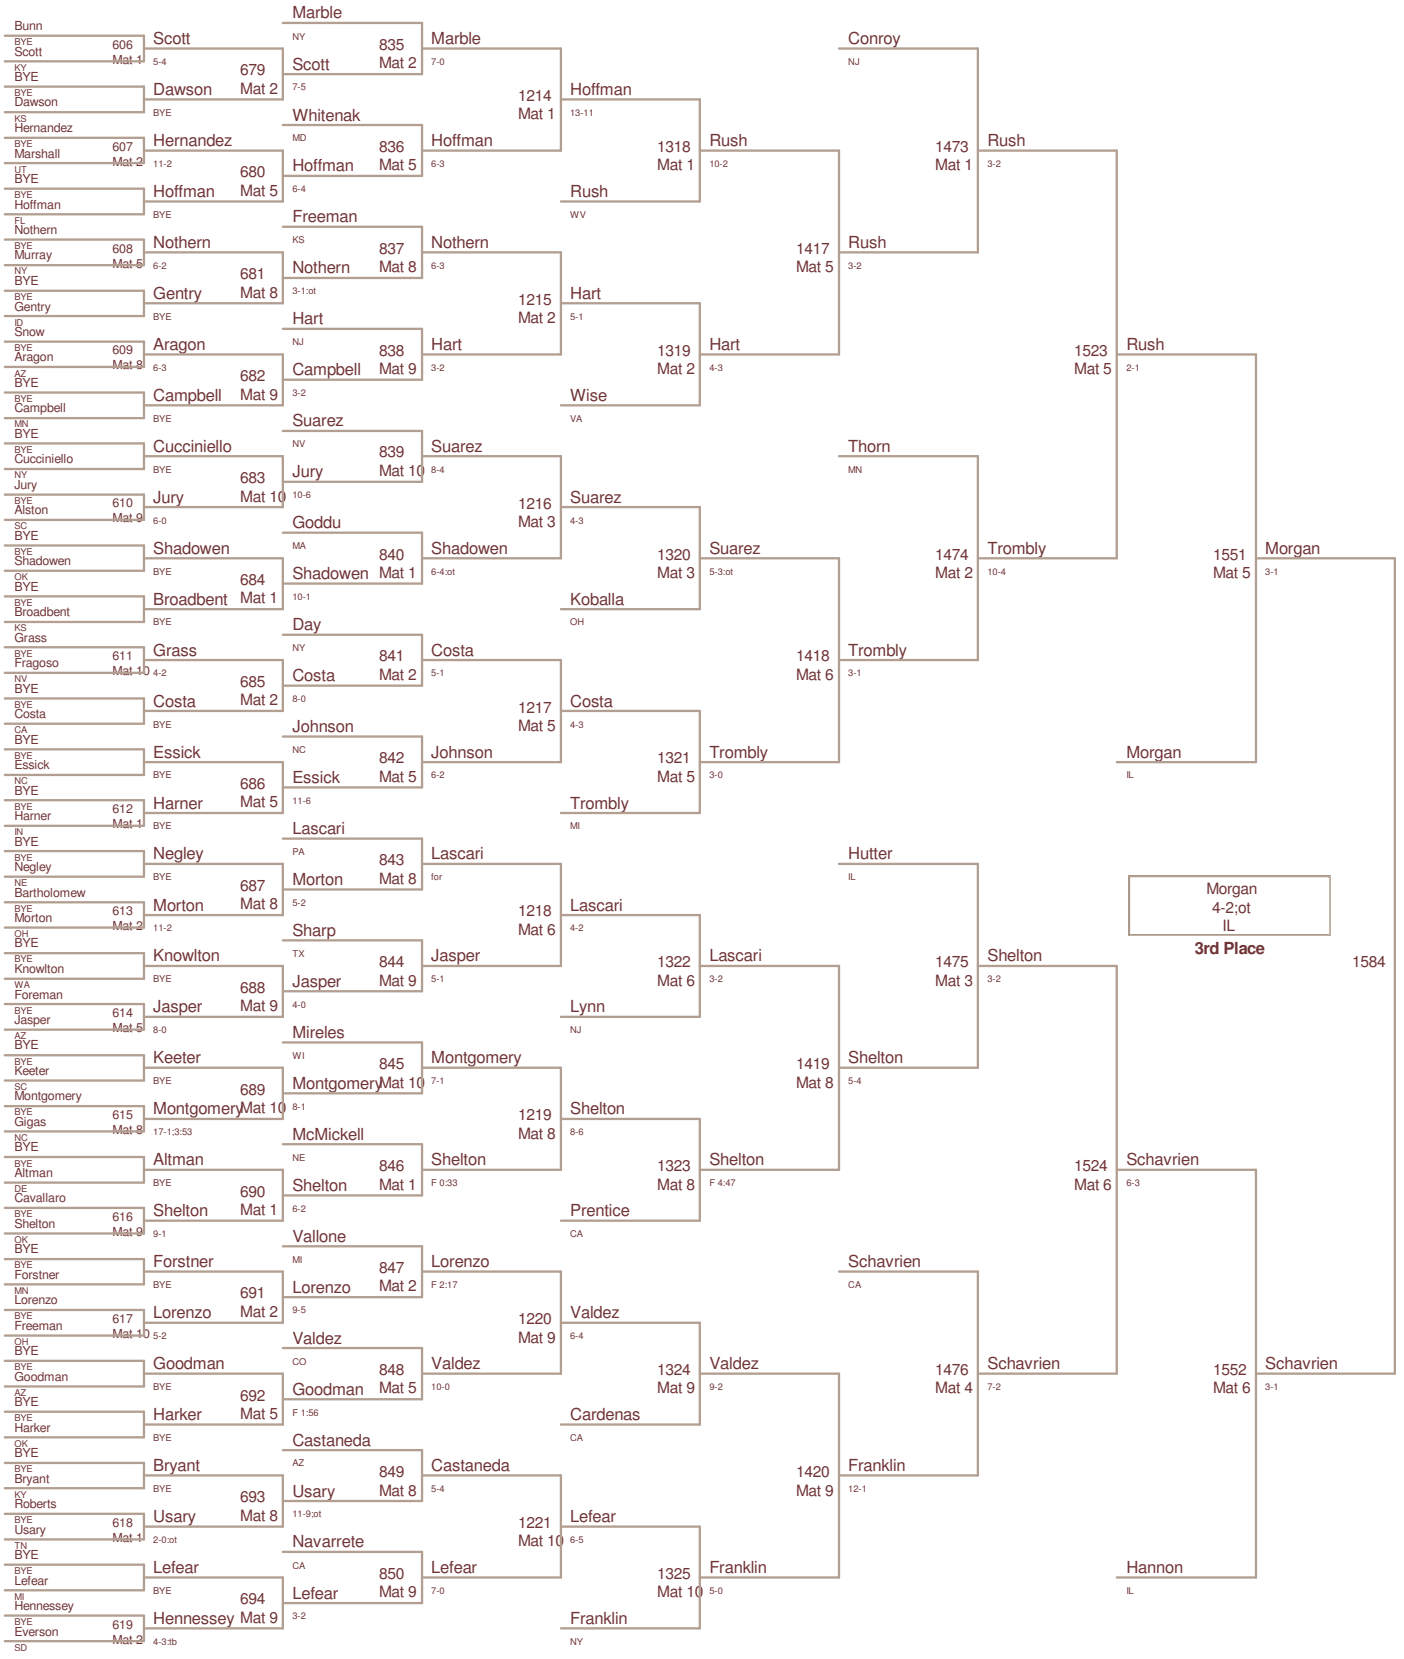 Bunn
BYE
Scott
KY
BYE
BYE
Dawson
KS
Hernandez
BYE
Marshall
UT
BYE
BYE
Hoffman
FL
Nothern
BYE
Murray
NY
BYE
BYE
Gentry
ID
Snow
BYE
Aragon
AZ
BYE
BYE
Campbell
MN
BYE
BYE
Cucciniello
NY
Jury
BYE
Alston
SC
BYE
BYE
Shadowen
OK
BYE
BYE
Broadbent
KS
Grass
BYE
Fragoso
NV
BYE
BYE
Costa
CA
BYE
BYE
Essick
NC
BYE
BYE
Harner
IN
BYE
BYE
Negley
NE
Bartholomew
BYE
Morton
OH
BYE
BYE
Knowlton
WA
Foreman
BYE
Jasper
AZ
BYE
BYE
Keeter
SC
Montgomery
BYE
Gigas
NC
BYE
BYE
Altman
DE
Cavallaro
BYE
Shelton
OK
BYE
BYE
Forstner
MN
Lorenzo
BYE
Freeman
OH
BYE
BYE
Goodman
AZ
BYE
BYE
Harker
OK
BYE
BYE
Bryant
KY
Roberts
BYE
Usary
TN
BYE
BYE
Lefear
MI
Hennessey
BYE
Everson
SD
606
Mat 1
607
Mat 2
608
Mat 5
609
Mat 8
610
Mat 9
611
Mat 10
612
Mat 1
613
Mat 2
614
Mat 5
615
Mat 8
616
Mat 9
617
Mat 10
618
Mat 1
619
Mat 2
Scott
5-4
Dawson
BYE
Hernandez
11-2
Hoffman
BYE
Nothern
6-2
Gentry
BYE
Aragon
6-3
Campbell
BYE
Cucciniello
BYE
Jury
6-0
Shadowen
BYE
Broadbent
BYE
Grass
4-2
Costa
BYE
Essick
BYE
Harner
BYE
Negley
BYE
Morton
11-2
Knowlton
BYE
Jasper
8-0
Keeter
BYE
Montgomery
17-1;3:53
Altman
BYE
Shelton
9-1
Forstner
BYE
Lorenzo
5-2
Goodman
BYE
Harker
BYE
Bryant
BYE
Usary
2-0:ot
Lefear
BYE
Hennessey
4-3:tb
679
Mat 2
680
Mat 5
681
Mat 8
682
Mat 9
683
Mat 10
684
Mat 1
685
Mat 2
686
Mat 5
687
Mat 8
688
Mat 9
689
Mat 10
690
Mat 1
691
Mat 2
692
Mat 5
693
Mat 8
694
Mat 9
Marble
NY
Scott
7-5
Whitenak
MD
Hoffman
6-4
Freeman
KS
Nothern
3-1:ot
Hart
NJ
Campbell
3-2
Suarez
NV
Jury
10-6
Goddu
MA
Shadowen
10-1
Day
NY
Costa
8-0
Johnson
NC
Essick
11-6
Lascari
PA
Morton
5-2
Sharp
TX
Jasper
4-0
Mireles
WI
Montgomery
8-1
McMickell
NE
Shelton
6-2
Vallone
MI
Lorenzo
9-5
Valdez
CO
Goodman
F 1:56
Castaneda
AZ
Usary
11-9;ot
Navarrete
CA
Lefear
3-2
835
Mat 2
836
Mat 5
837
Mat 8
838
Mat 9
839
Mat 10
840
Mat 1
841
Mat 2
842
Mat 5
843
Mat 8
844
Mat 9
845
Mat 10
846
Mat 1
847
Mat 2
848
Mat 5
849
Mat 8
850
Mat 9
Marble
7-0
Hoffman
6-3
Nothern
6-3
Hart
3-2
Suarez
8-4
Shadowen
6-4:ot
Costa
5-1
Johnson
6-2
Lascari
for
Jasper
5-1
Montgomery
7-1
Shelton
F 0:33
Lorenzo
F 2:17
Valdez
10-0
Castaneda
5-4
Lefear
7-0
1214
Mat 1
1215
Mat 2
1216
Mat 3
1217
Mat 5
1218
Mat 6
1219
Mat 8
1220
Mat 9
1221
Mat 10
Hoffman
13-11
Rush
WV
Hart
5-1
Wise
VA
Suarez
4-3
Koballa
OH
Costa
4-3
Trombly
MI
Lascari
4-2
Lynn
NJ
Shelton
8-6
Prentice
CA
Valdez
6-4
Cardenas
CA
Lefear
6-5
Franklin
NY
1318
Mat 1
1319
Mat 2
1320
Mat 3
1321
Mat 5
1322
Mat 6
1323
Mat 8
1324
Mat 9
1325
Mat 10
Rush
10-2
Hart
4-3
Suarez
5-3:ot
Trombly
3-0
Lascari
3-2
Shelton
F 4:47
Valdez
9-2
Franklin
5-0
1417
Mat 5
1418
Mat 6
1419
Mat 8
1420
Mat 9
Conroy
NJ
Rush
3-2
Thorn
MN
Trombly
3-1
Hutter
IL
Shelton
5-4
Schavrien
CA
Franklin
12-1
1473
Mat 1
1474
Mat 2
1475
Mat 3
1476
Mat 4
Rush
3-2
Trombly
10-4
Shelton
3-2
Schavrien
7-2
1523
Mat 5
1524
Mat 6
Rush
2-1
Morgan
IL
Schavrien
6-3
Hannon
IL
1551
Mat 5
1552
Mat 6
Morgan
3-1
Schavrien
3-1
1584
Morgan
4-2;ot
IL
3rd Place